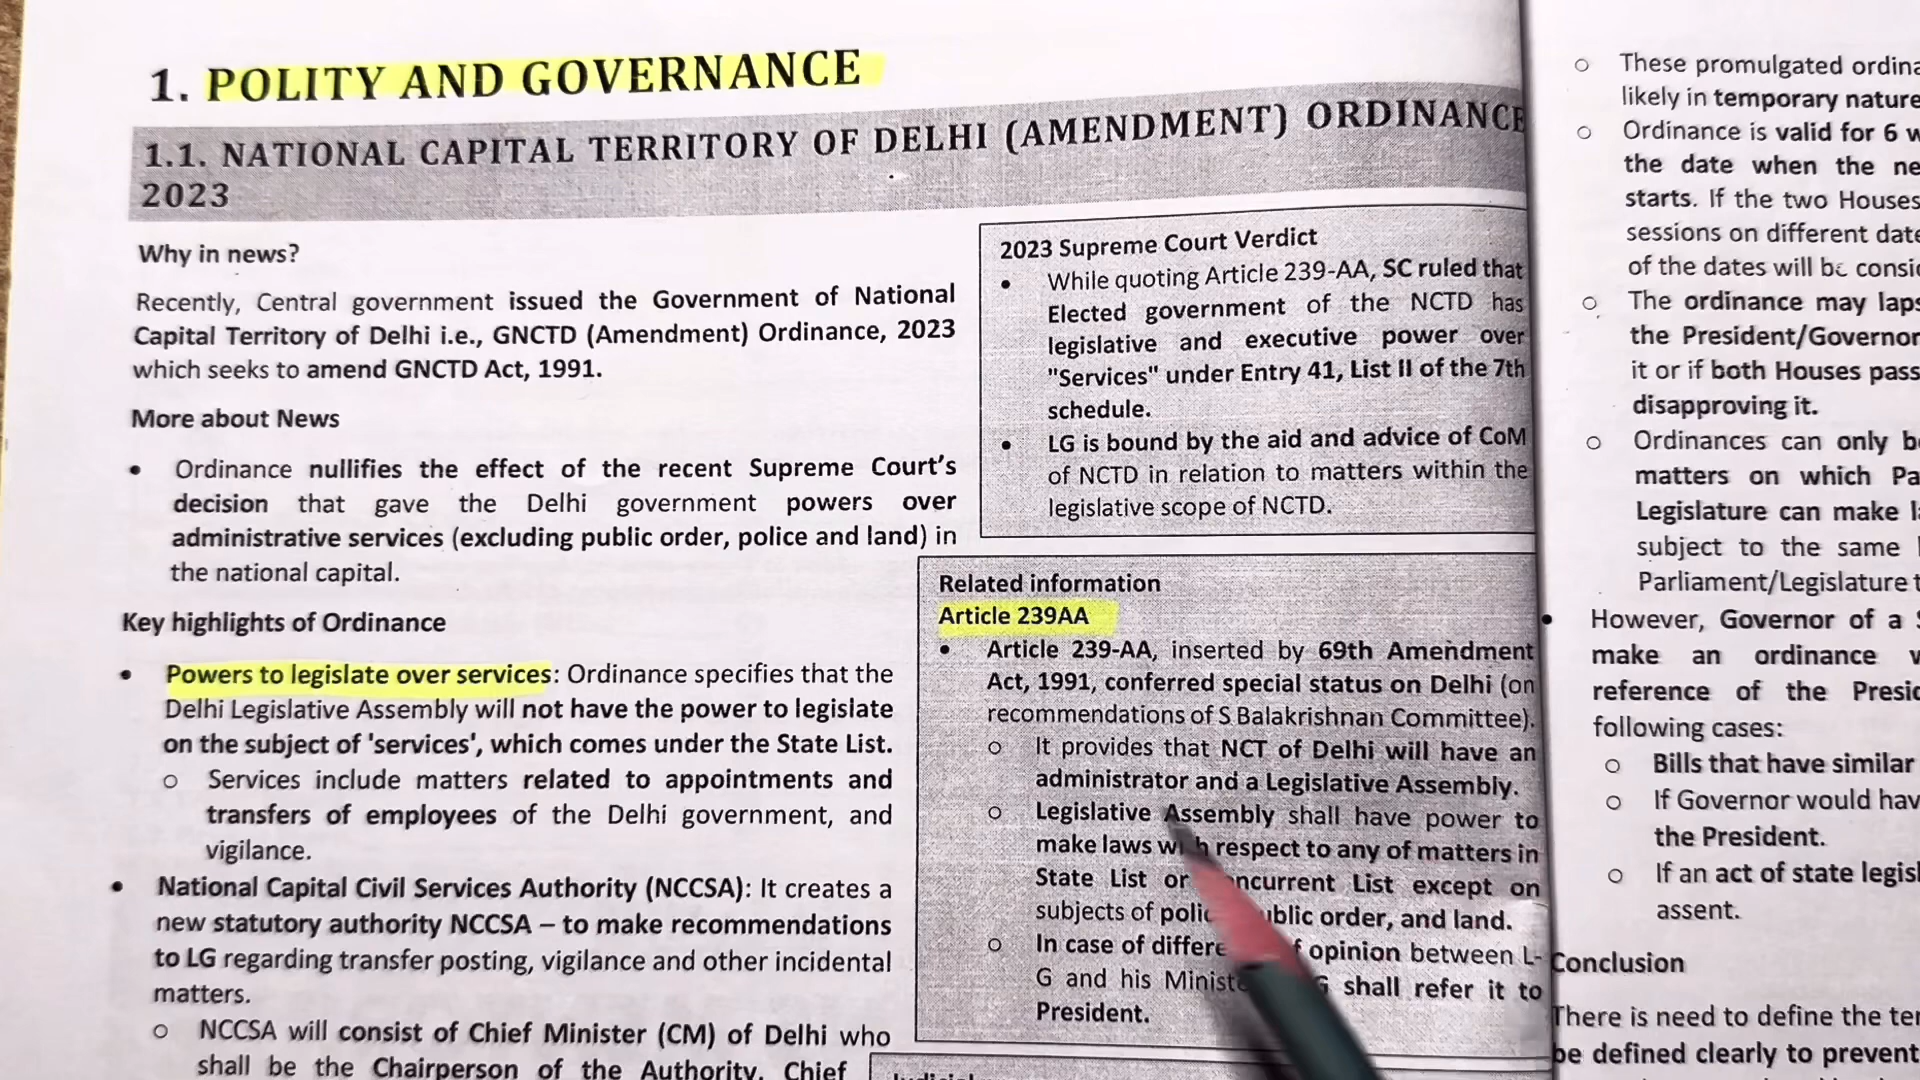 1. POLITY AND GOVERNANCE
1.1. NATIONAL CAPITAL TERRITORY OF DELHI (AMENDMENT) ORDINANCE
2023
Why in news?
Recently, Central government issued the Government of National
Capital Territory of Delhi i.e., GNCTD (Amendment) Ordinance, 2023
which seeks to amend GNCTD Act, 1991.
More about News
• Ordinance nullifies the effect of the recent Supreme Court's
decision that gave the Delhi government powers over
administrative services (excluding public order, police and land) in
the national capital.
Key highlights of Ordinance
• Powers to legislate over services: Ordinance specifies that the
Delhi Legislative Assembly will not have the power to legislate
on the subject of 'services', which comes under the State List.
o Services include matters related to appointments and
transfers of employees of the Delhi government, and
vigilance.
• National Capital Civil Services Authority (NCCSA): It creates a
new statutory authority NCCSA – to make recommendations
to LG regarding transfer posting, vigilance and other incidental
matters.
o NCCSA will consist of Chief Minister (CM) of Delhi who
shall be the Chairperson of the Authority, Chief
2023 Supreme Court Verdict
• While quoting Article 239-AA, SC ruled that
Elected government of the NCTD has
legislative and executive power over
"Services" under Entry 41, List II of the 7th
schedule.
• LG is bound by the aid and advice of CoM
of NCTD in relation to matters within the
legislative scope of NCTD.
Related information
Article 239AA
• Article 239-AA, inserted by 69th Amendment
Act, 1991, conferred special status on Delhi (on
recommendations of S Balakrishnan Committee).
o It provides that NCT of Delhi will have an
administrator and a Legislative Assembly.
o Legislative Assembly shall have power to
make laws respect to any of matters in
State List or List except on
subjects of order, and land.
o In case of opinion between L-
G and his shall refer it to
President.
o These promulgated
likely in temporary nature
o Ordinance is valid for 6
the date when the
starts. If the two Houses
sessions on different
of the dates will be
o The ordinance may
the President/Governor
it or if both Houses pass
disapproving it.
o Ordinances can only
matters on which
Legislature can make
subject to the same
Parliament/Legislature
• However, Governor of a
make an ordinance
reference of the
following cases:
o Bills that have similar
o If Governor would
the President.
o If an act of state
assent.
Conclusion
There is need to define the
be defined clearly to prevent